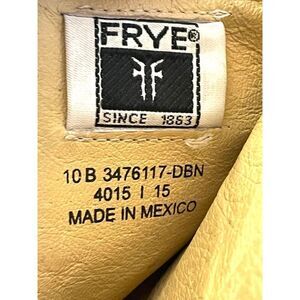 FRYE®
SINCE 1863
10 B 3476117-DBN
4015 I 15
MADE IN MEXICO